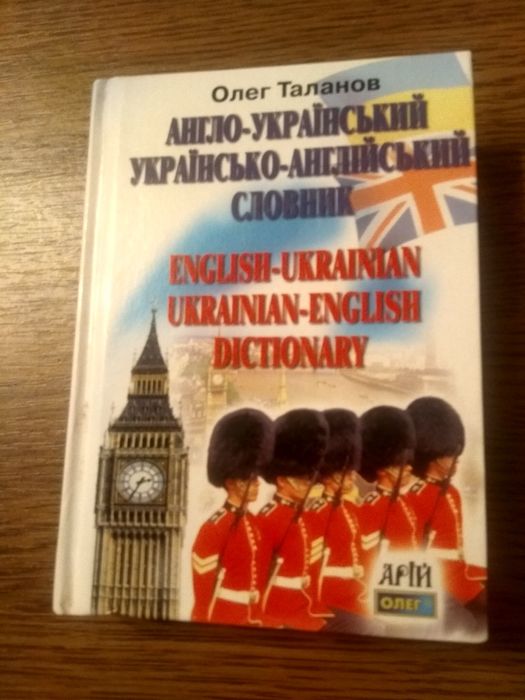 Олег Таланов
АНГЛО-УКРАЇНСЬКИЙ
УКРАЇНСЬКО-АНГЛІЙСЬКИЙ
СЛОВНИК
ENGLISH-UKRAINIAN
UKRAINIAN-ENGLISH
DICTIONARY
АРІЙ
ОЛЕГ